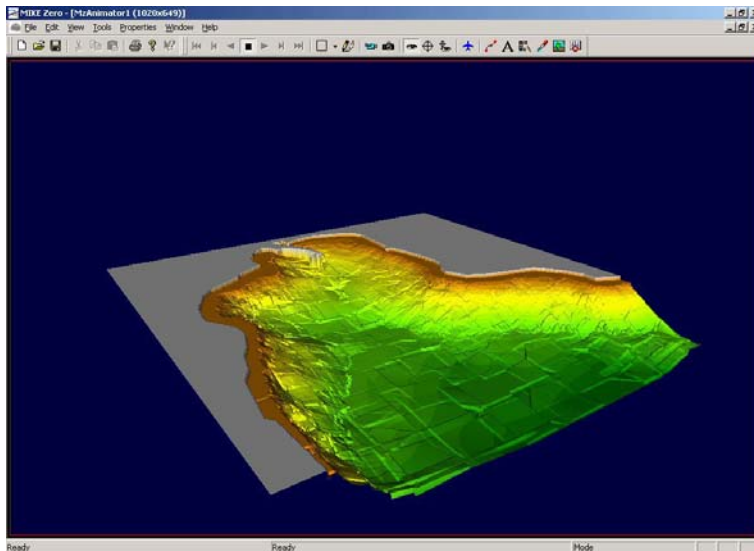 MIKE Zero - [MzAnimator1 (1020x649)]
File Edit View Tools Properties Window Help
Ready Ready Mode